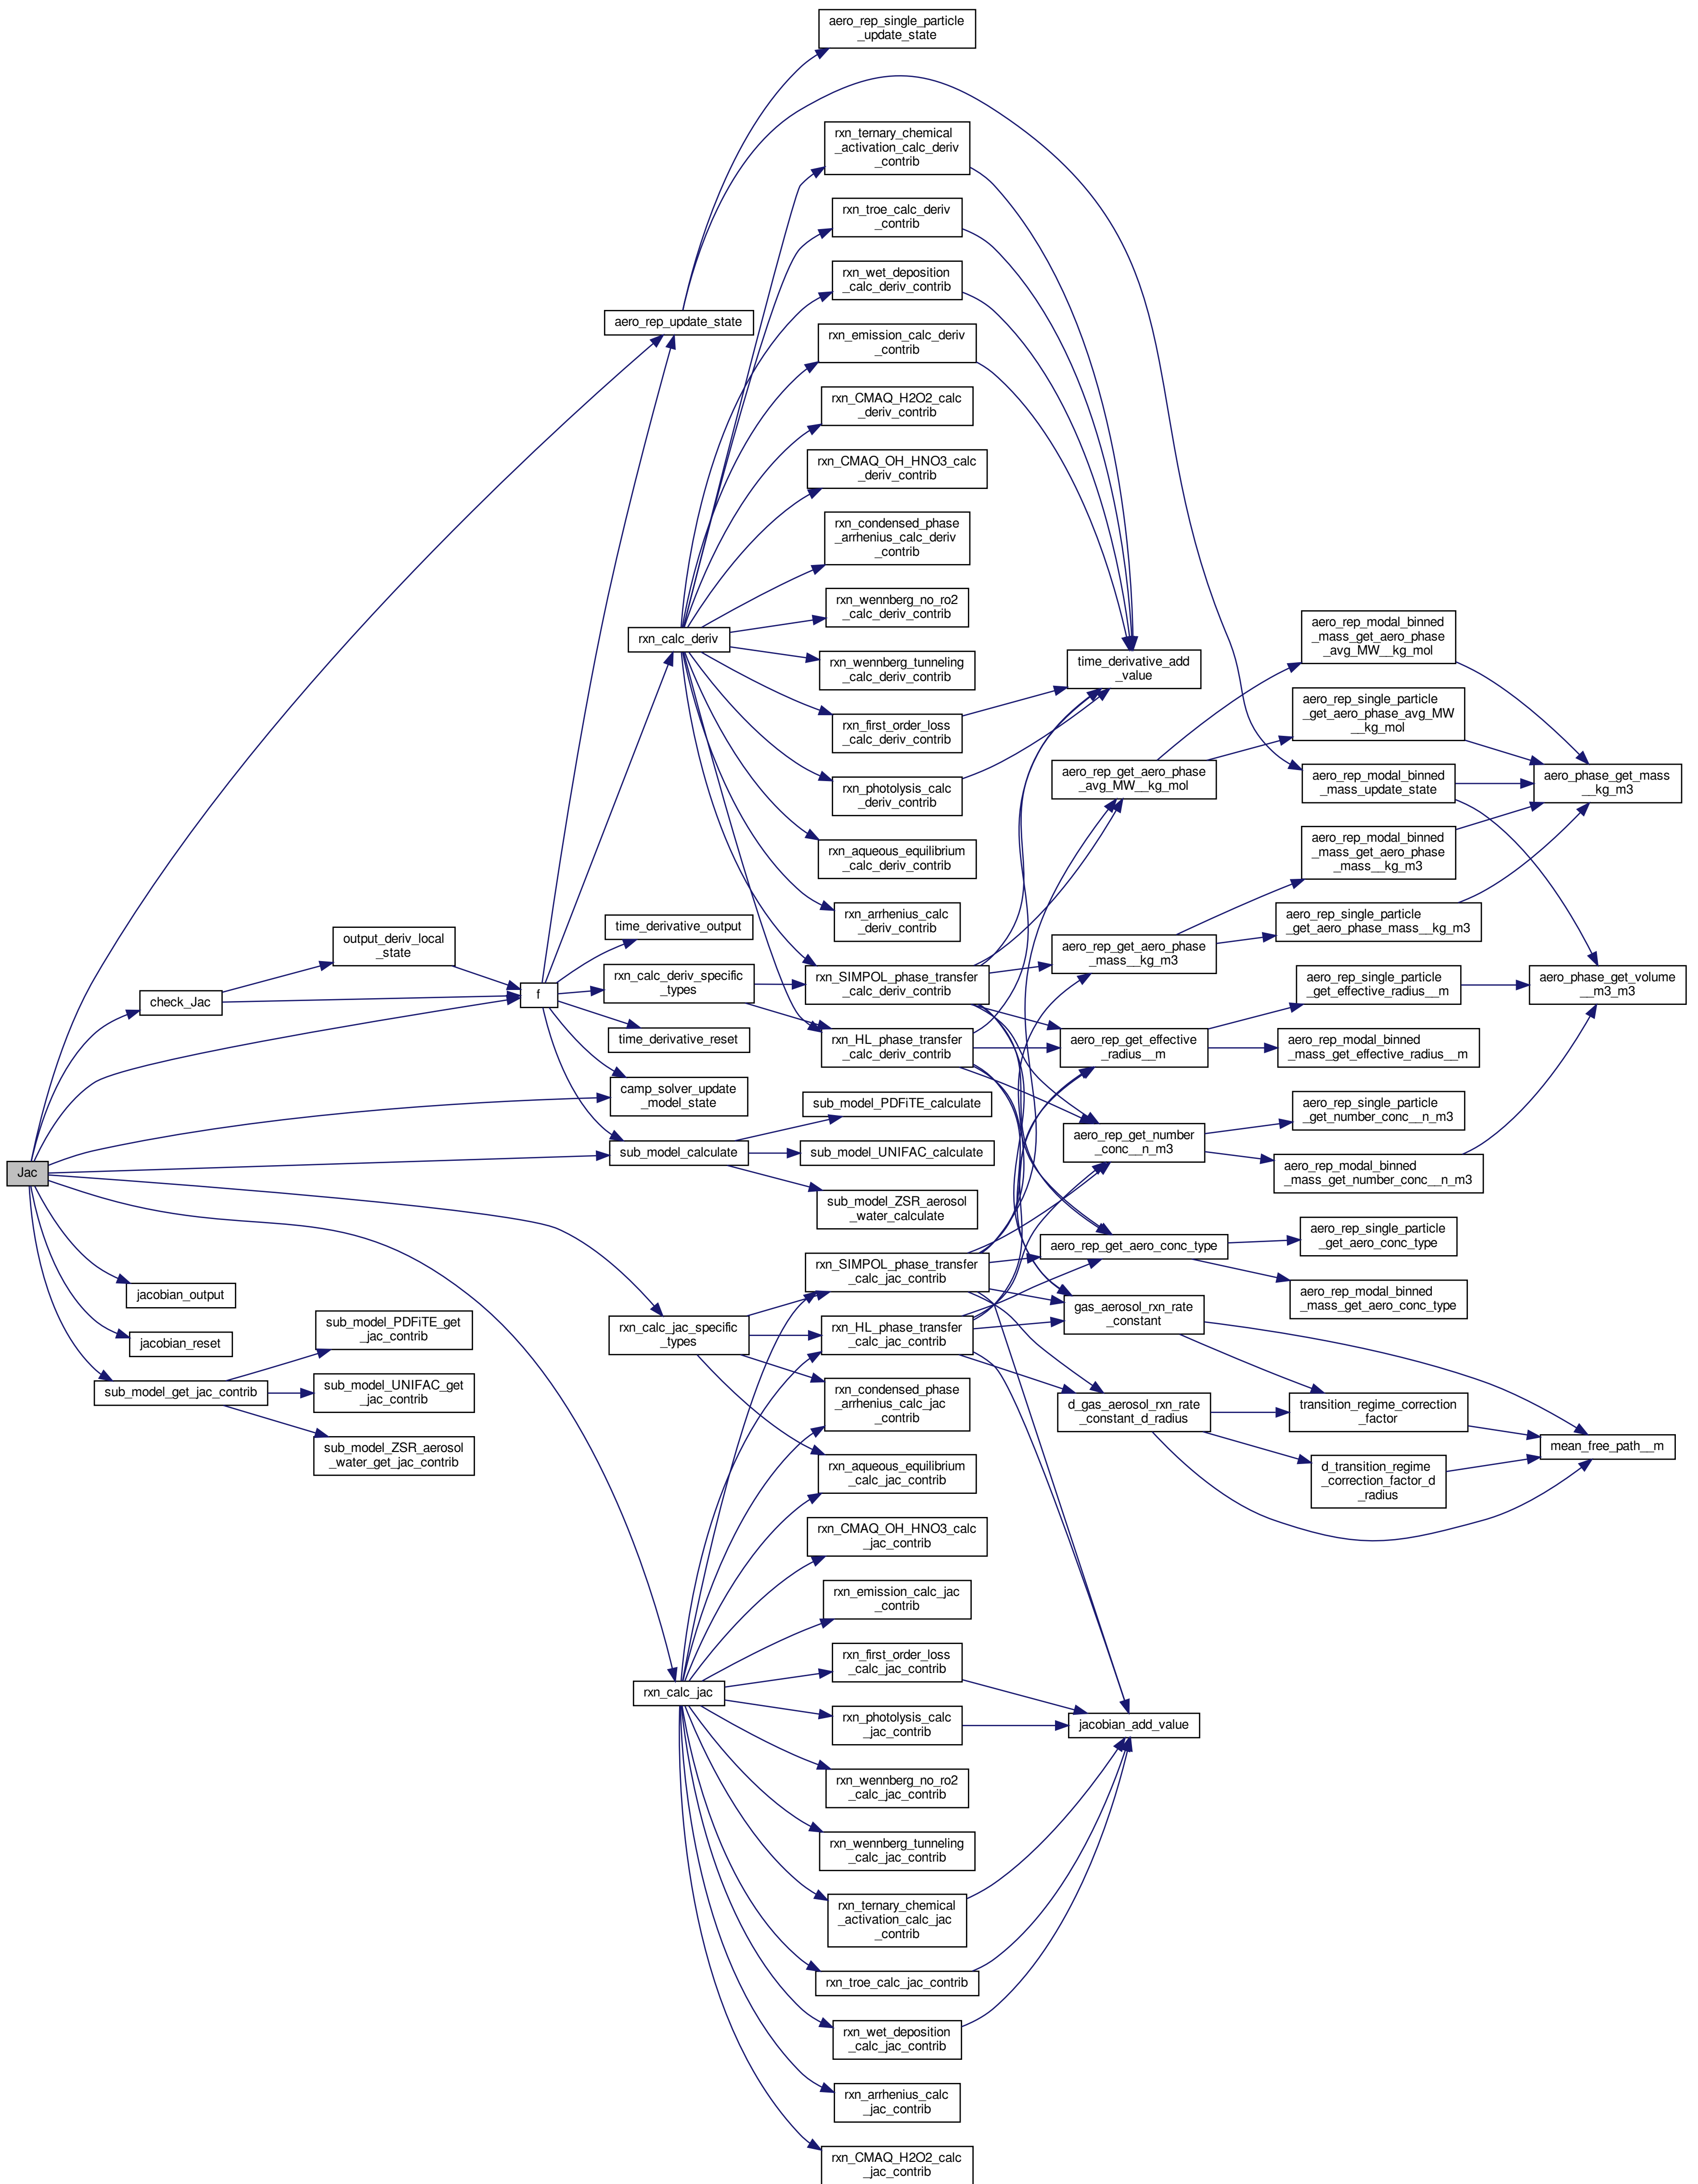 aero_rep_single_particle
_update_state
rxn_ternary_chemical
_activation_calc_deriv
_contrib
rxn_troe_calc_deriv
_contrib
rxn_wet_deposition
_calc_deriv_contrib
aero_rep_update_state
rxn_emission_calc_deriv
_contrib
rxn_CMAQ_H2O2_calc
_deriv_contrib
rxn_CMAQ_OH_HNO3_calc
_deriv_contrib
rxn_condensed_phase
_arrhenius_calc_deriv
_contrib
rxn_wennberg_no_ro2
_calc_deriv_contrib
rxn_calc_deriv
rxn_wennberg_tunneling
_calc_deriv_contrib
rxn_first_order_loss
_calc_deriv_contrib
rxn_photolysis_calc
_deriv_contrib
rxn_aqueous_equilibrium
_calc_deriv_contrib
rxn_arrhenius_calc
_deriv_contrib
time_derivative_add
_value
aero_rep_get_aero_phase
_avg_MW__kg_mol
aero_rep_modal_binned
_mass_get_aero_phase
_avg_MW__kg_mol
aero_rep_single_particle
_get_aero_phase_avg_MW
__kg_mol
aero_rep_modal_binned
_mass_update_state
aero_phase_get_mass
__kg_m3
aero_rep_modal_binned
_mass_get_aero_phase
_mass__kg_m3
aero_rep_single_particle
_get_aero_phase_mass__kg_m3
output_deriv_local
_state
check_Jac
f
time_derivative_output
rxn_calc_deriv_specific
_types
time_derivative_reset
camp_solver_update
_model_state
sub_model_calculate
rxn_SIMPOL_phase_transfer
_calc_deriv_contrib
rxn_HL_phase_transfer
_calc_deriv_contrib
aero_rep_get_aero_phase
_mass__kg_m3
aero_rep_get_effective
_radius__m
aero_rep_single_particle
_get_effective_radius__m
aero_rep_modal_binned
_mass_get_effective_radius__m
aero_phase_get_volume
__m3_m3
sub_model_PDFiTE_calculate
sub_model_UNIFAC_calculate
sub_model_ZSR_aerosol
_water_calculate
aero_rep_get_number
_conc__n_m3
aero_rep_single_particle
_get_number_conc__n_m3
aero_rep_modal_binned
_mass_get_number_conc__n_m3
Jac
jacobian_output
jacobian_reset
sub_model_get_jac_contrib
sub_model_PDFiTE_get
_jac_contrib
sub_model_UNIFAC_get
_jac_contrib
sub_model_ZSR_aerosol
_water_get_jac_contrib
rxn_calc_jac_specific
_types
rxn_SIMPOL_phase_transfer
_calc_jac_contrib
rxn_HL_phase_transfer
_calc_jac_contrib
aero_rep_get_aero_conc_type
aero_rep_single_particle
_get_aero_conc_type
aero_rep_modal_binned
_mass_get_aero_conc_type
gas_aerosol_rxn_rate
_constant
d_gas_aerosol_rxn_rate
_constant_d_radius
transition_regime_correction
_factor
d_transition_regime
_correction_factor_d
_radius
mean_free_path__m
rxn_condensed_phase
_arrhenius_calc_jac
_contrib
rxn_aqueous_equilibrium
_calc_jac_contrib
rxn_CMAQ_OH_HNO3_calc
_jac_contrib
rxn_emission_calc_jac
_contrib
rxn_calc_jac
rxn_first_order_loss
_calc_jac_contrib
rxn_photolysis_calc
_jac_contrib
jacobian_add_value
rxn_wennberg_no_ro2
_calc_jac_contrib
rxn_wennberg_tunneling
_calc_jac_contrib
rxn_ternary_chemical
_activation_calc_jac
_contrib
rxn_troe_calc_jac_contrib
rxn_wet_deposition
_calc_jac_contrib
rxn_arrhenius_calc
_jac_contrib
rxn_CMAQ_H2O2_calc
_jac_contrib